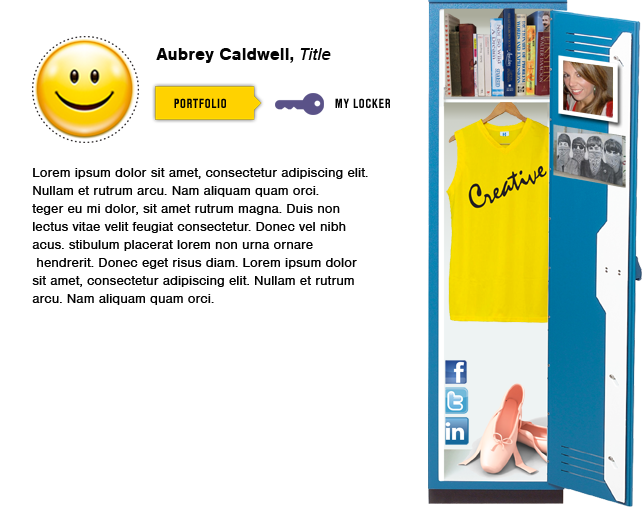 Aubrey Caldwell, Title
PORTFOLIO
MY LOCKER
Lorem ipsum dolor sit amet, consectetur adipiscing elit.
Nullam et rutrum arcu. Nam aliquam quam orci.
teger eu mi dolor, sit amet rutrum magna. Duis non
lectus vitae velit feugiat consectetur. Donec vel nibh
acus. stibulum placerat lorem non urna ornare
hendrerit. Donec eget risus diam. Lorem ipsum dolor
sit amet, consectetur adipiscing elit. Nullam et rutrum
arcu. Nam aliquam quam orci.
Creative
f
t
in